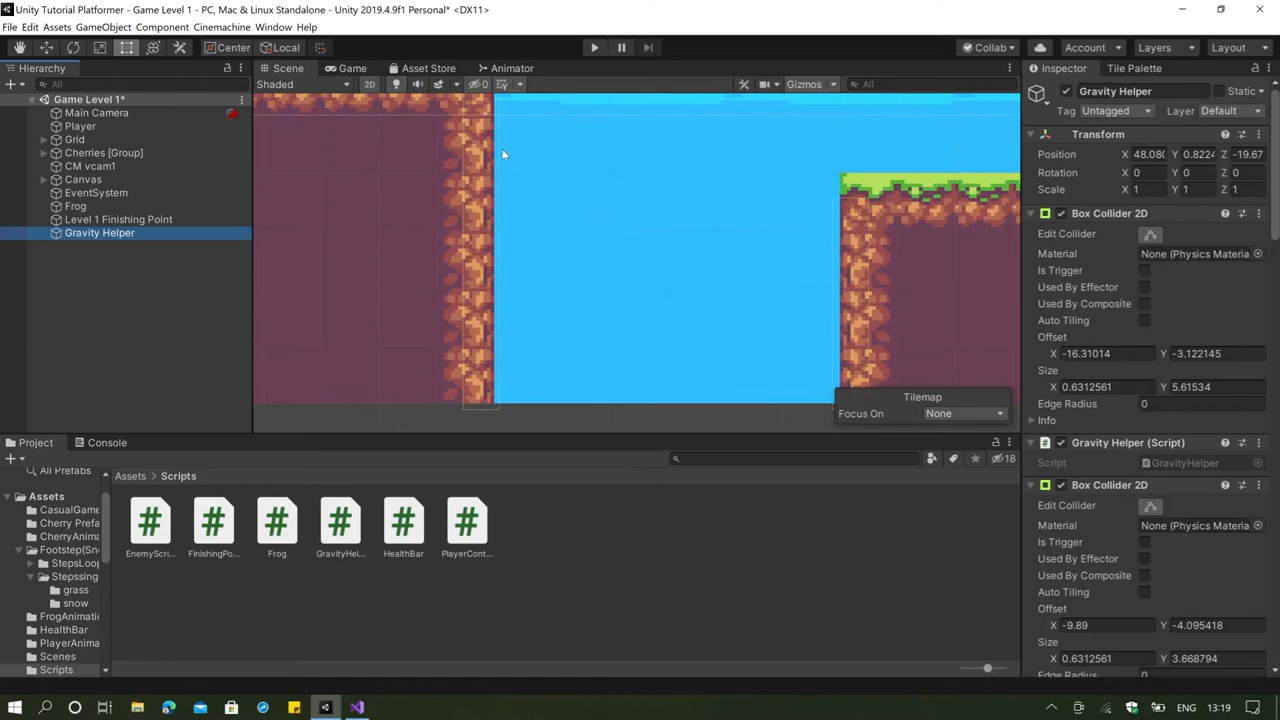 Unity Tutorial Platformer - Game Level 1 - PC, Mac & Linux Standalone - Unity 2019.4.9f1 Personal* <DX11>
File Edit Assets GameObject Component Cinemachine Window Help
Center Local Collab Account Layers Layout
Hierarchy Scene Game Asset Store Animator Inspector Tile Palette
All Shaded 2D 0 Gizmos All Gravity Helper Static
Game Level 1*
Tag Untagged Layer Default
Main Camera
Player
Transform
Grid
Cherries [Group]
Position X 48.080 Y 0.8224 Z -19.67
CM vcam1
Rotation X 0 Y 0 Z 0
Canvas
Scale X 1 Y 1 Z 1
EventSystem
Frog
Box Collider 2D
Level 1 Finishing Point
Gravity Helper
Edit Collider
Material None (Physics Materia
Is Trigger
Used By Effector
Used By Composite
Auto Tiling
Offset
X -16.31014 Y -3.122145
Size
X 0.6312561 Y 5.61534
Tilemap
Edge Radius 0
Focus On None
Info
Project Console
Gravity Helper (Script)
18
Script GravityHelper
All Prefabs
Assets > Scripts
Box Collider 2D
Assets
CasualGame
Edit Collider
Cherry Prefa
Material None (Physics Materia
CherryAnima
Is Trigger
Footstep(Sno
EnemyScri... FinishingPo... Frog GravityHel... HealthBar PlayerCont...
Used By Effector
StepsLoop
Used By Composite
Stepssing
grass
Auto Tiling
snow
Offset
FrogAnimatio
X -9.89 Y -4.095418
HealthBar
Size
PlayerAnima
Scenes
X 0.6312561 Y 3.668794
Scripts
Edge Radius 0
ENG 13:19